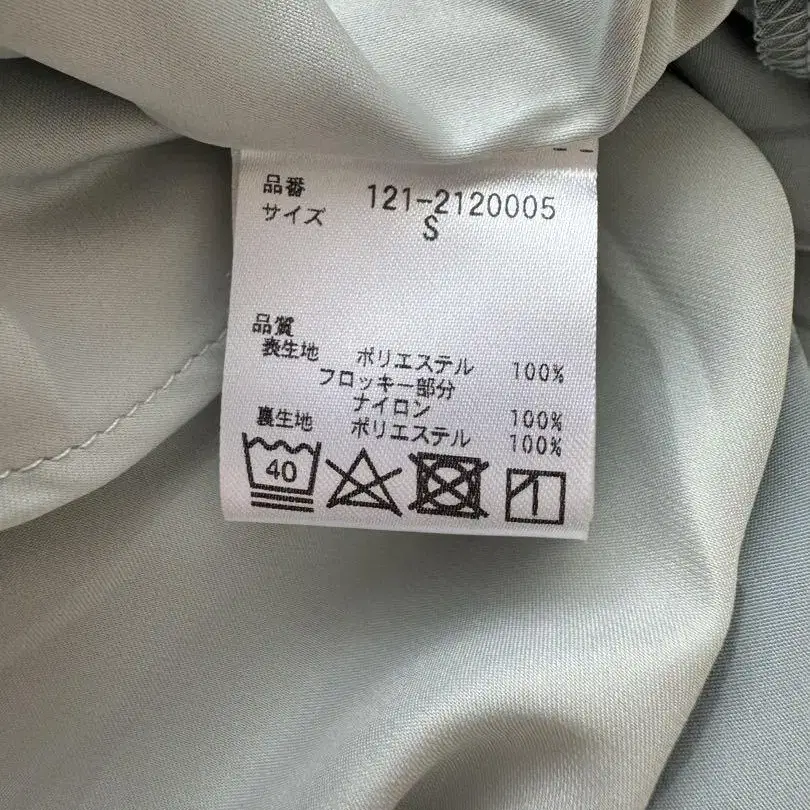 品番 121-2120005
サイズ S
品質
表生地 ポリエステル 100%
フロッキー部分
ナイロン 100%
裏生地 ポリエステル 100%
40